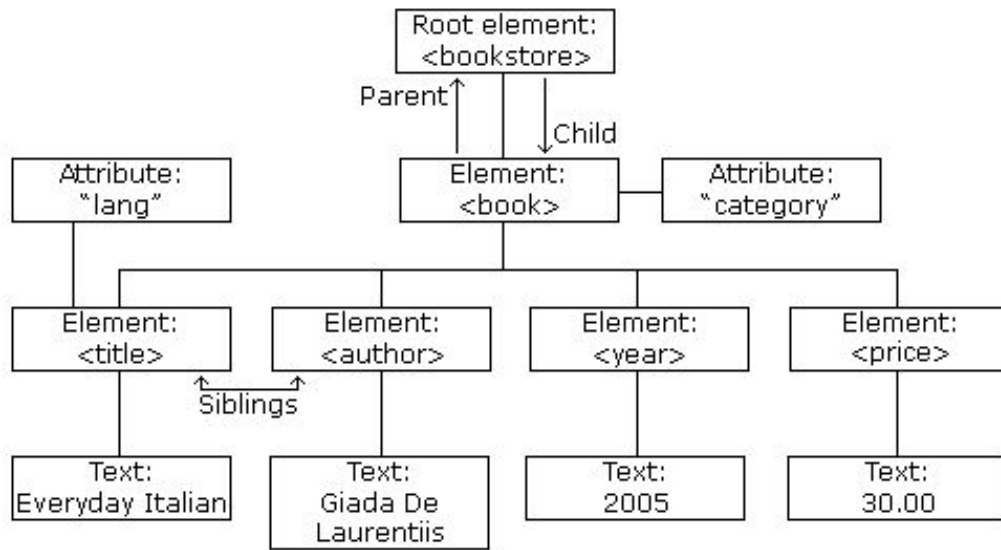 Root element:
<bookstore>
Parent
Child
Attribute:
“lang”
Element:
<book>
Attribute:
“category”
Element:
<title>
Element:
<author>
Element:
<year>
Element:
<price>
Siblings
Text:
Everyday Italian
Text:
Giada De
Laurentiis
Text:
2005
Text:
30.00